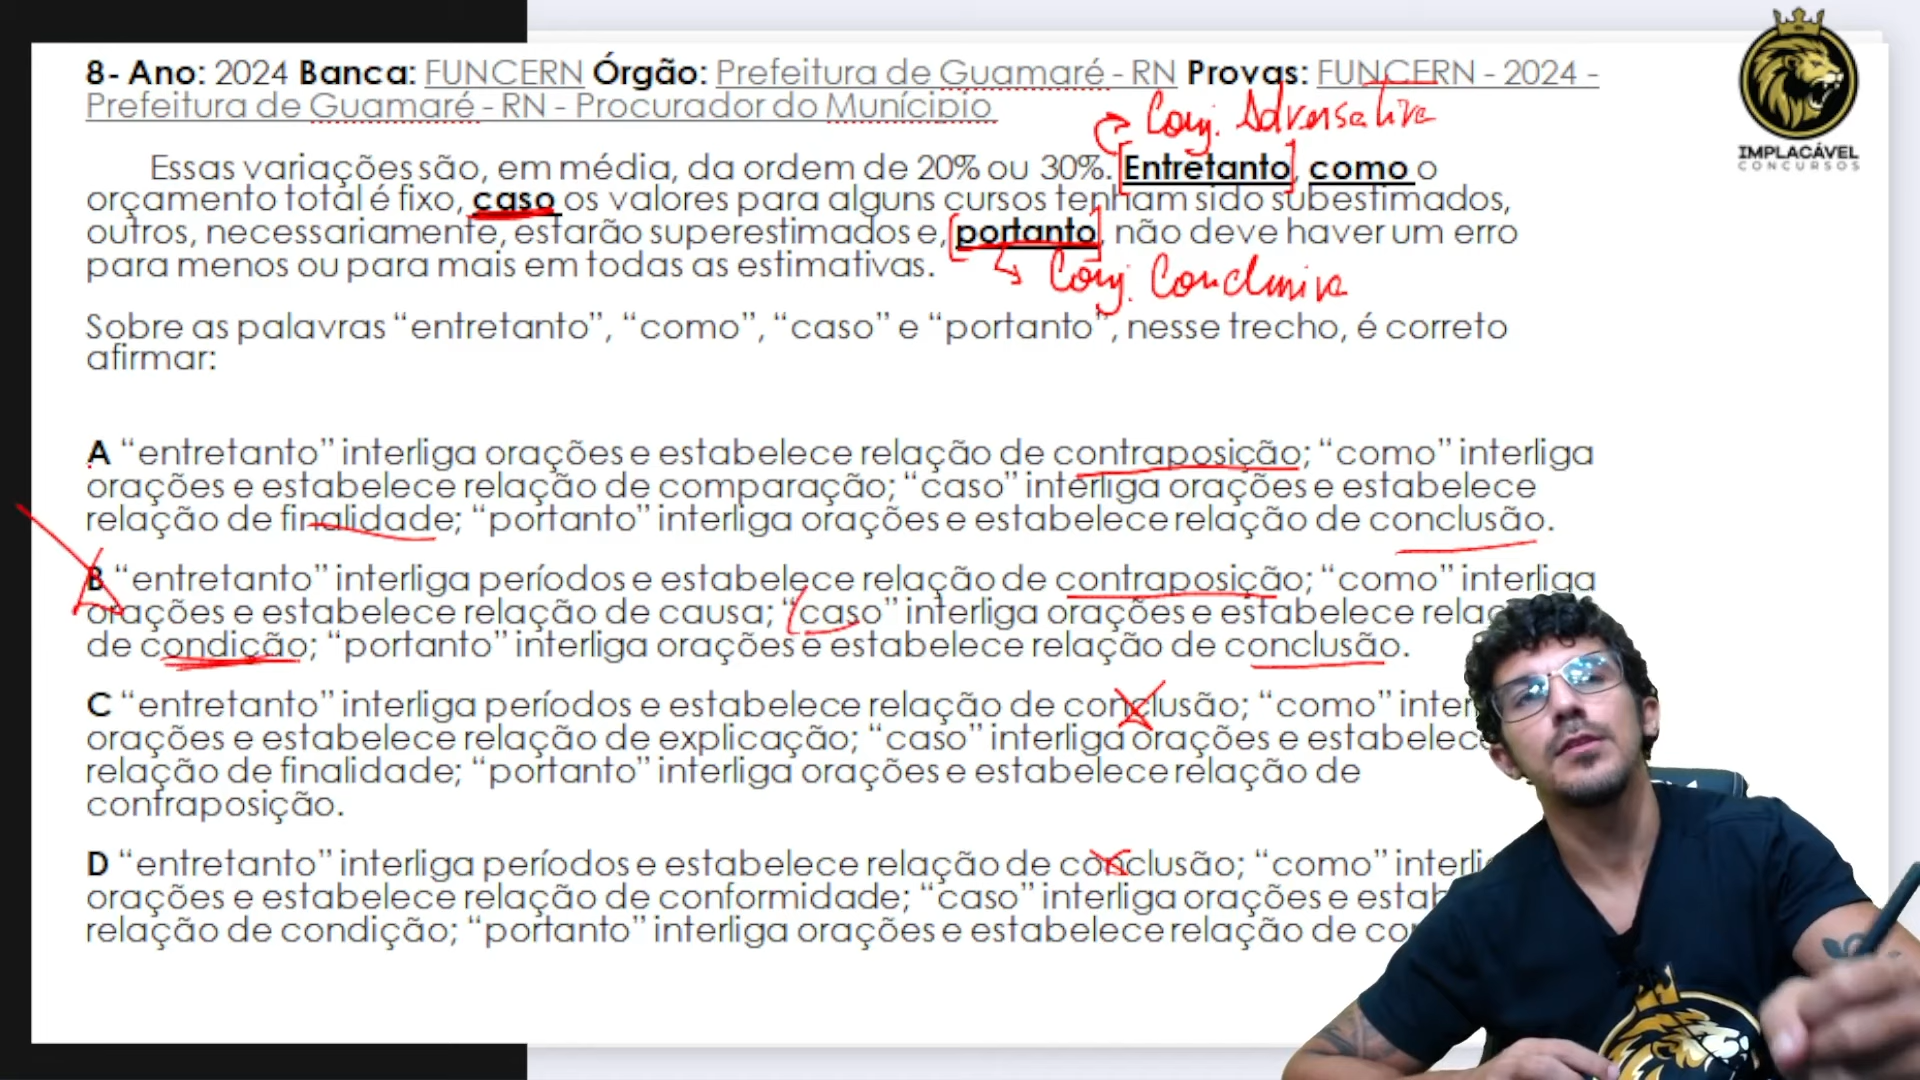 8- Ano: 2024 Banca: FUNCERN Órgão: Prefeitura de Guamaré - RN Provas: FUNCERN - 2024 -
Prefeitura de Guamaré - RN - Procurador do Munícipio
Conj. Adversativa
IMPLACÁVEL
CONCURSOS
Essas variações são, em média, da ordem de 20% ou 30%. Entretanto, como o
orçamento total é fixo, caso os valores para alguns cursos tenham sido subestimados,
outros, necessariamente, estarão superestimados e, portanto, não deve haver um erro
para menos ou para mais em todas as estimativas.
Conj. Conclusiva
Sobre as palavras “entretanto”, “como”, “caso” e “portanto”, nesse trecho, é correto
afirmar:
A “entretanto” interliga orações e estabelece relação de contraposição; “como” interliga
orações e estabelece relação de comparação; “caso” interliga orações e estabelece
relação de finalidade; “portanto” interliga orações e estabelece relação de conclusão.
B “entretanto” interliga períodos e estabelece relação de contraposição; “como” interliga
orações e estabelece relação de causa; “caso” interliga orações e estabelece relaç
de condição; “portanto” interliga orações e estabelece relação de conclusão.
C “entretanto” interliga períodos e estabelece relação de conclusão; “como” inter
orações e estabelece relação de explicação; “caso” interliga orações e estabelece
relação de finalidade; “portanto” interliga orações e estabelece relação de
contraposição.
D “entretanto” interliga períodos e estabelece relação de conclusão; “como” interli
orações e estabelece relação de conformidade; “caso” interliga orações e estab
relação de condição; “portanto” interliga orações e estabelece relação de co